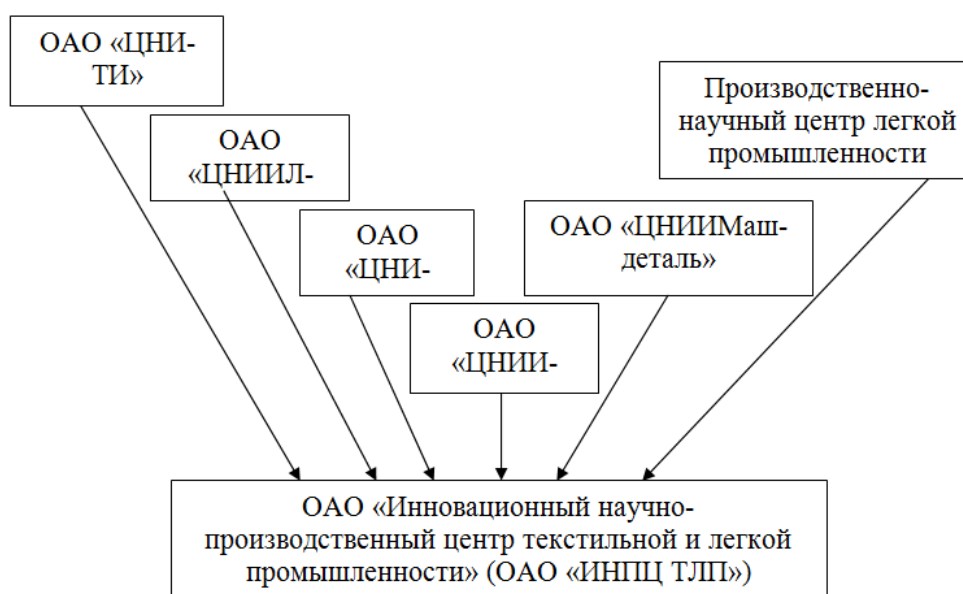 ОАО «ЦНИ-
ТИ»
ОАО
«ЦНИИЛ-
ОАО
«ЦНИ-
ОАО
«ЦНИИ-
ОАО «ЦНИИМаш-
деталь»
Производственно-
научный центр легкой
промышленности
ОАО «Инновационный научно-
производственный центр текстильной и легкой
промышленности» (ОАО «ИНПЦ ТЛП»)